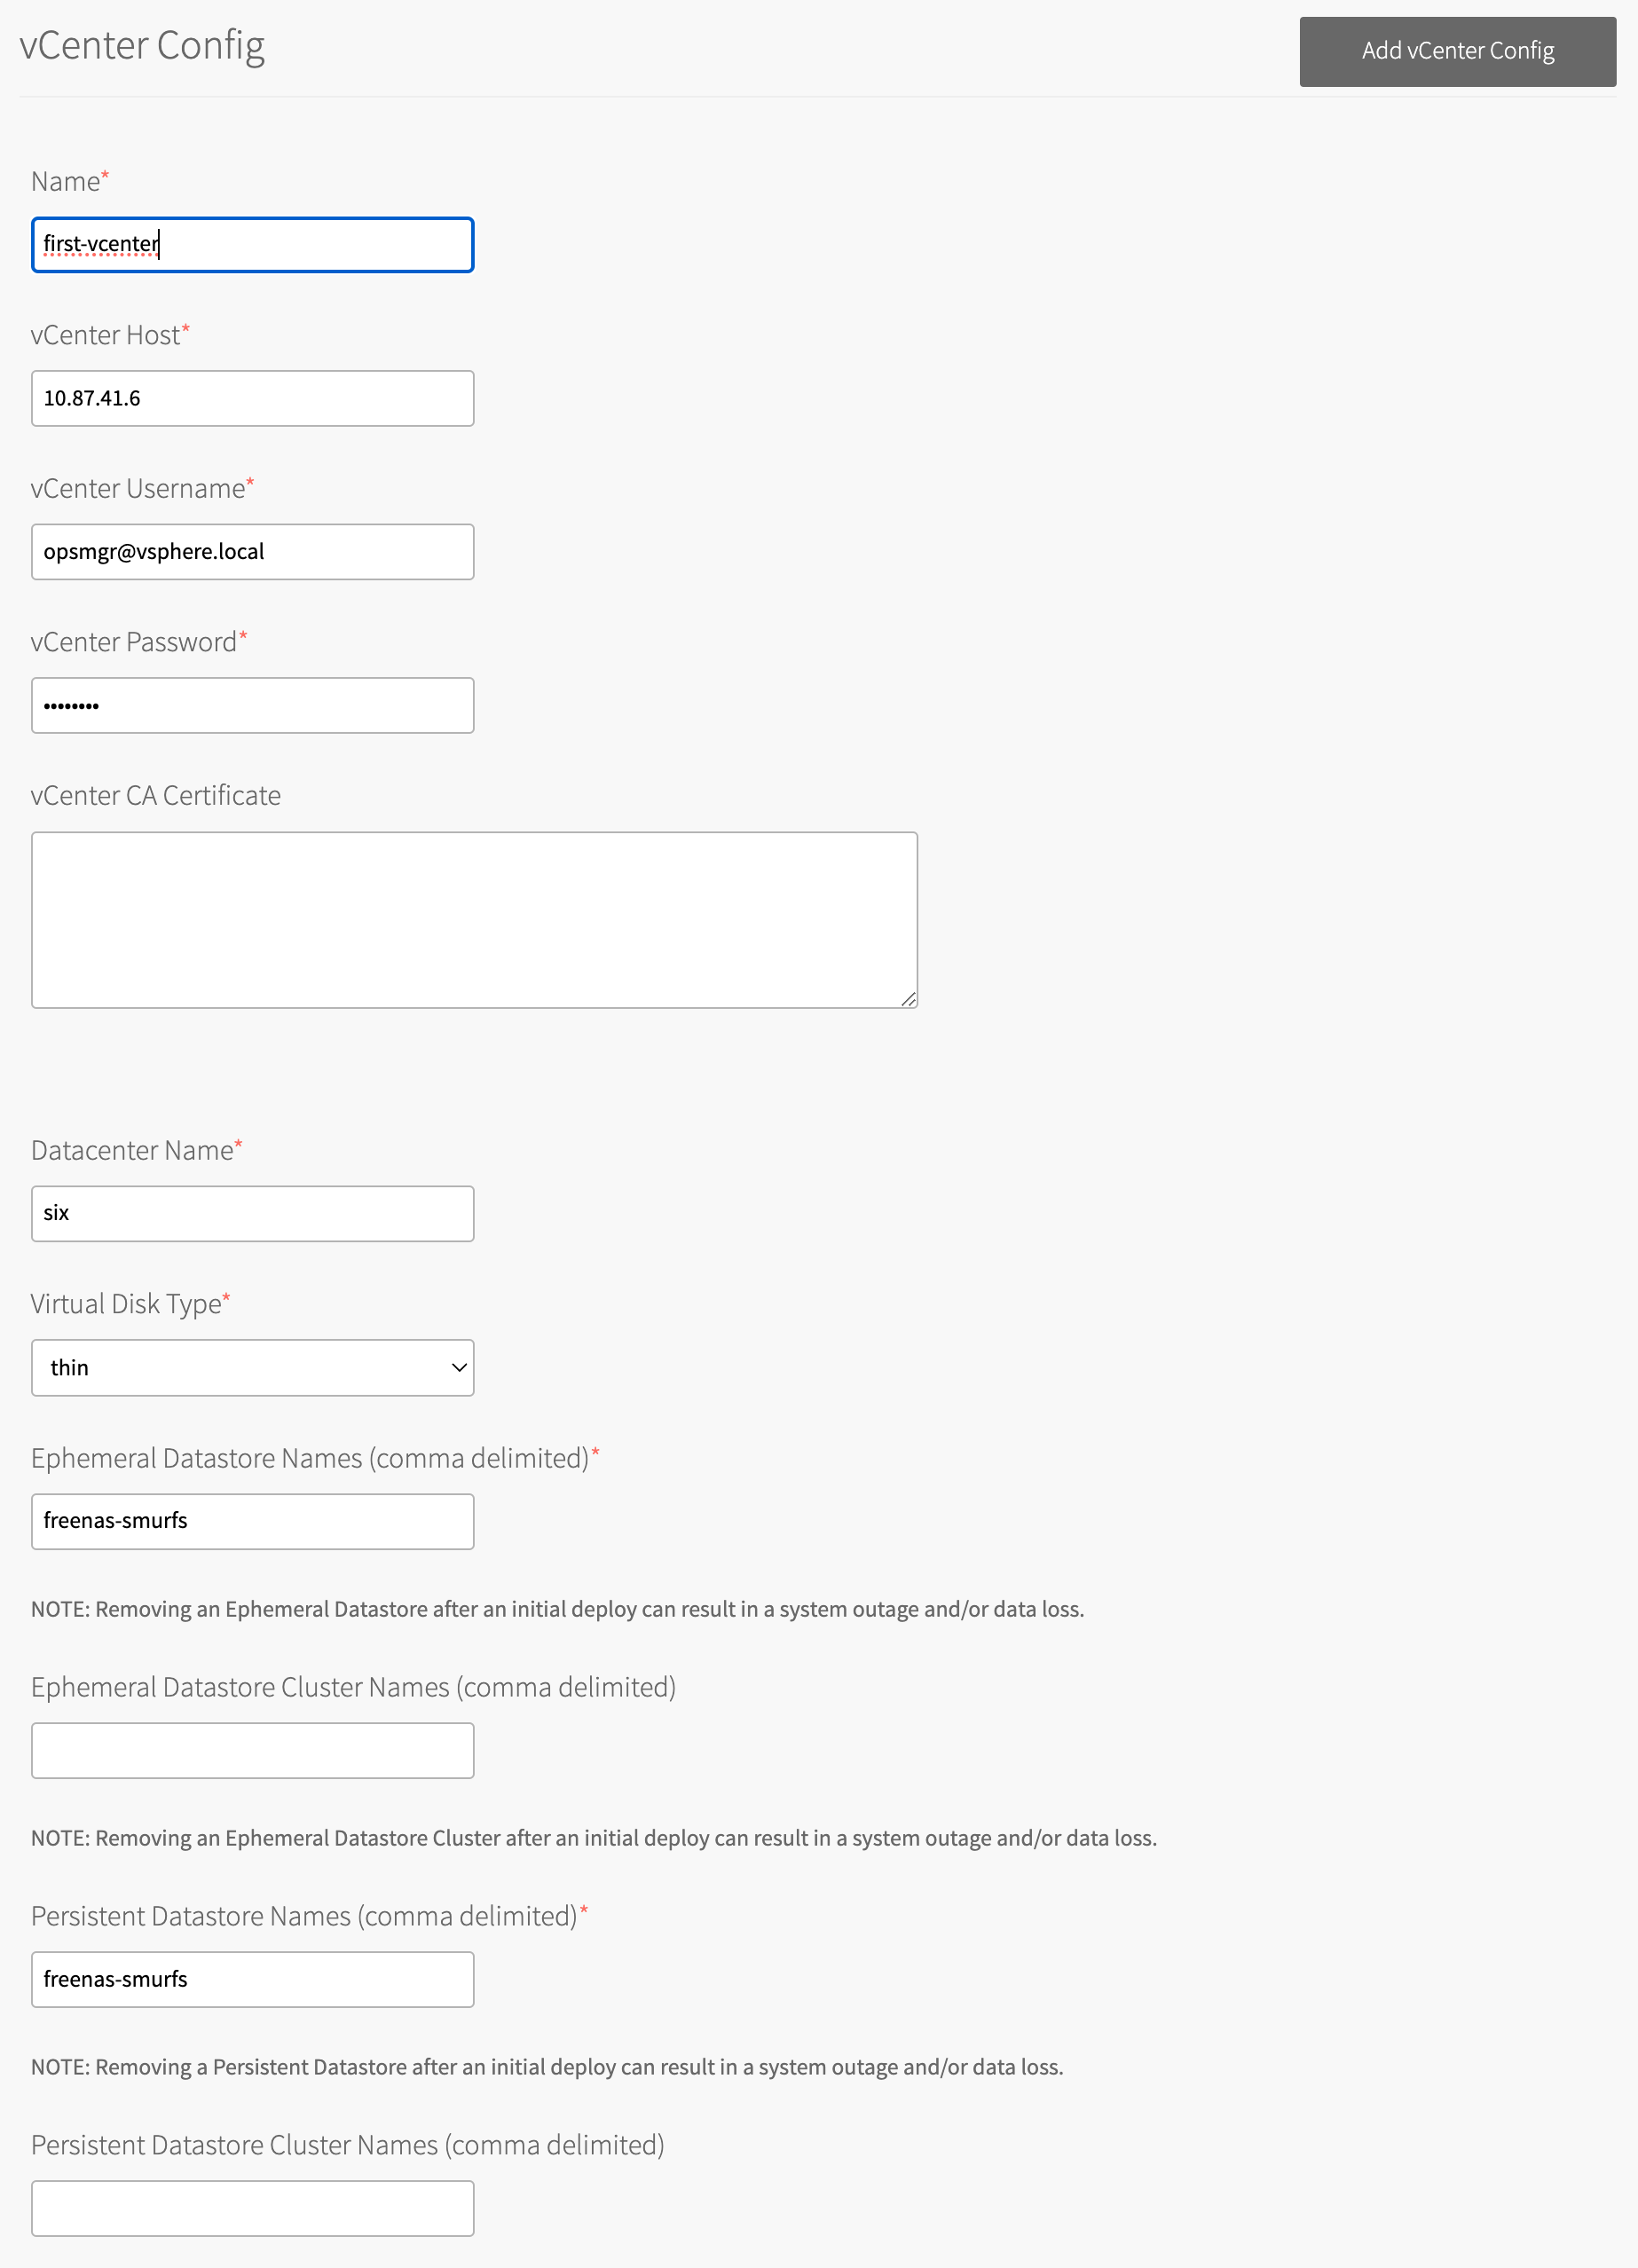 vCenter Config
Add vCenter Config
Name*
first-vcenter
vCenter Host*
10.87.41.6
vCenter Username*
opsmgr@vsphere.local
vCenter Password*
••••••••
vCenter CA Certificate
Datacenter Name*
six
Virtual Disk Type*
thin
Ephemeral Datastore Names (comma delimited)*
freenas-smurfs
NOTE: Removing an Ephemeral Datastore after an initial deploy can result in a system outage and/or data loss.
Ephemeral Datastore Cluster Names (comma delimited)
NOTE: Removing an Ephemeral Datastore Cluster after an initial deploy can result in a system outage and/or data loss.
Persistent Datastore Names (comma delimited)*
freenas-smurfs
NOTE: Removing a Persistent Datastore after an initial deploy can result in a system outage and/or data loss.
Persistent Datastore Cluster Names (comma delimited)